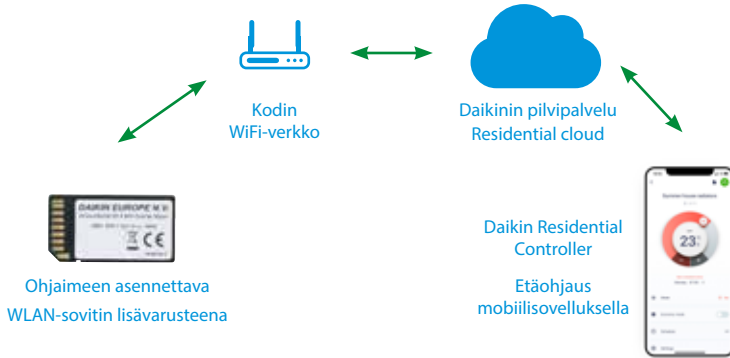 Kodin
WiFi-verkko
Daikinin pilvipalvelu
Residential cloud
DAIKIN EUROPE N.V.
CE
Ohjaimeen asennettava
WLAN-sovitin lisävarusteena
Daikin Residential
Controller
Etäohjaus
mobiilisovelluksella
23